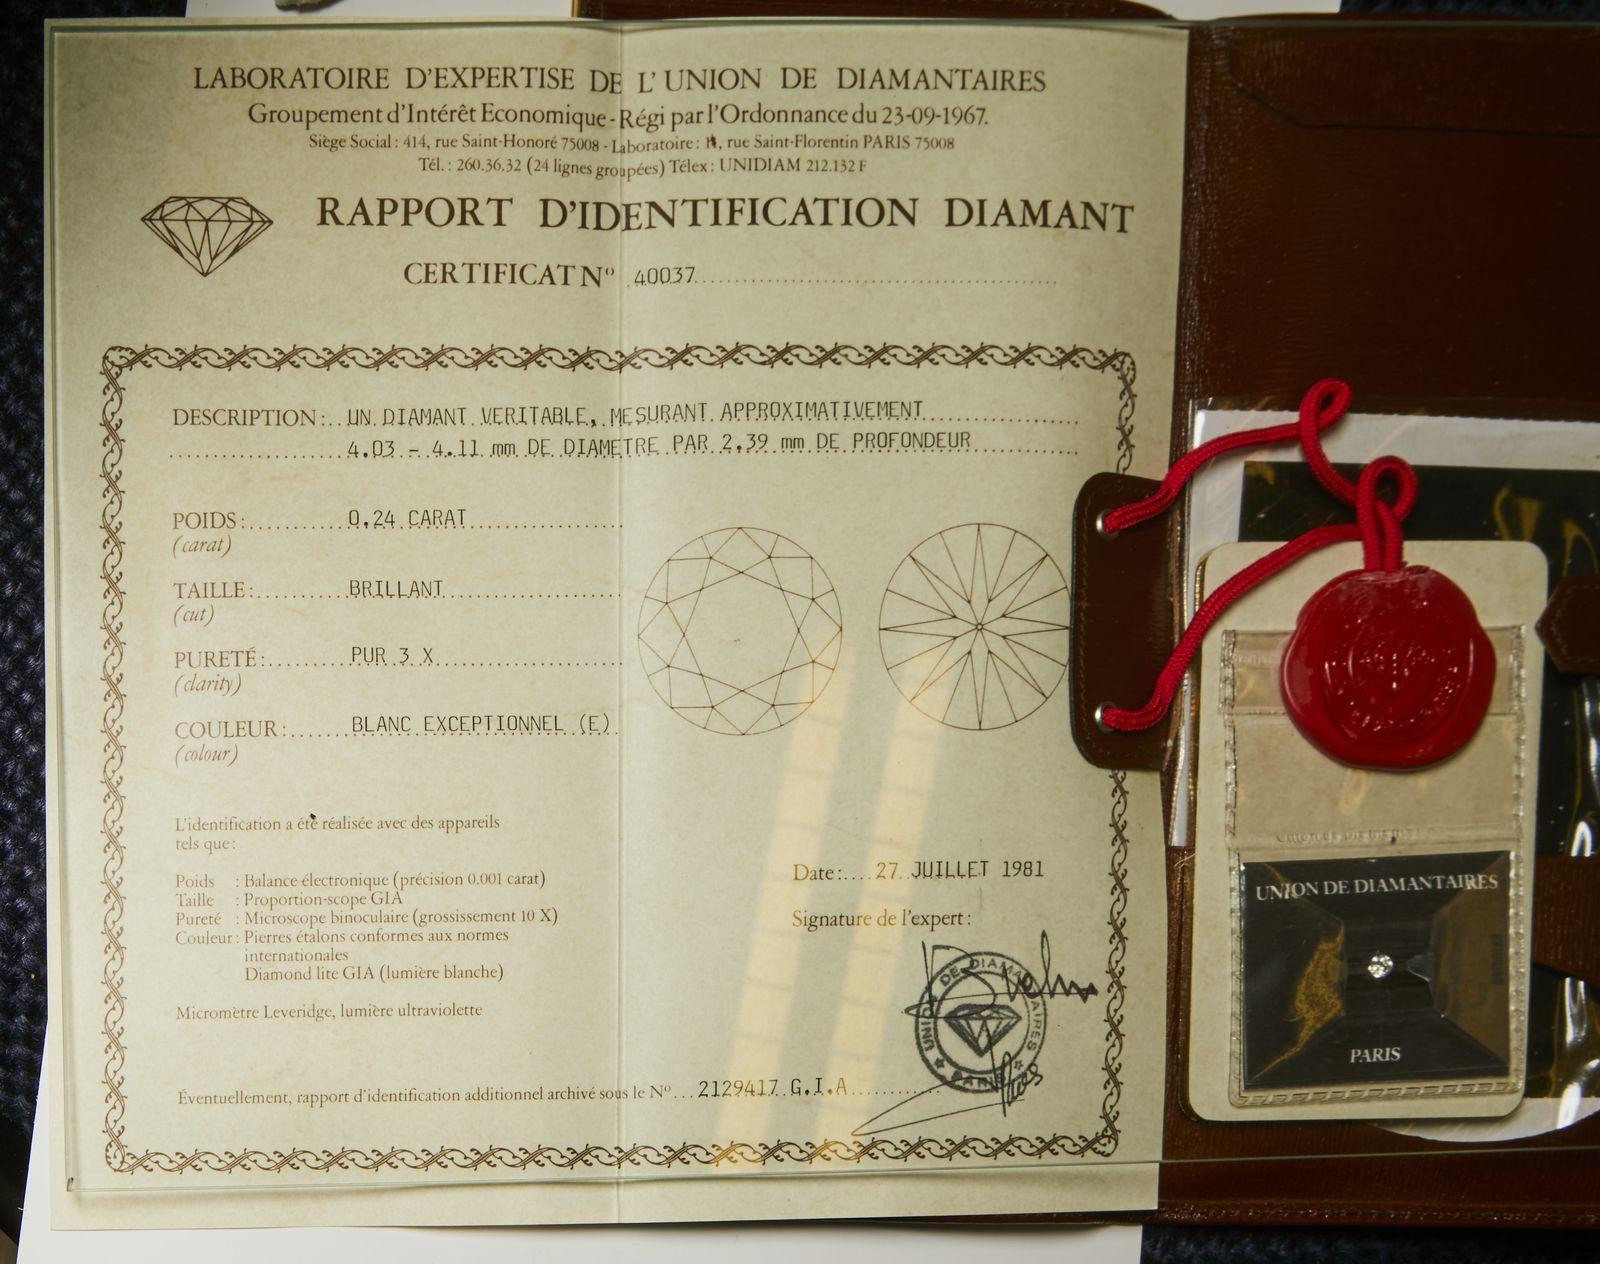 LABORATOIRE D'EXPERTISE DE L'UNION DE DIAMANTAIRES
Groupement d'Intérêt Economique - Régi par l'Ordonnance du 23-09-1967.
Siège Social : 414, rue Saint-Honoré 75008 - Laboratoire : , rue Saint-Florentin PARIS 75008
Tél. : 260.36.32 (24 lignes groupées) Télex : UNIDIAM 212.132 F
RAPPORT D'IDENTIFICATION DIAMANT
CERTIFICAT N° 40037
DESCRIPTION : UN DIAMANT VERITABLE, MESURANT APPROXIMATIVEMENT
4.03 - 4.11 mm DE DIAMETRE PAR 2.39 mm DE PROFONDEUR
POIDS : 0,24 CARAT
(carat)
TAILLE : BRILLANT
(cut)
PURETÉ : PUR 3 X
(clarity)
COULEUR : BLANC EXCEPTIONNEL (E)
(colour)
L'identification a été réalisée avec des appareils
tels que :
Poids : Balance électronique (précision 0.001 carat)
Taille : Proportion-scope GIA
Pureté : Microscope binoculaire (grossissement 10 X)
Couleur : Pierres étalons conformes aux normes
internationales
Diamond lite GIA (lumière blanche)
Micromètre Leveridge, lumière ultraviolette
Date : 27 JUILLET 1981
Signature de l'expert :
UNION DE DIAMANTAIRES
PARIS
Éventuellement, rapport d'identification additionnel archivé sous le N° 2129417 G.I.A
UNION DE DIAMANTAIRES
PARIS